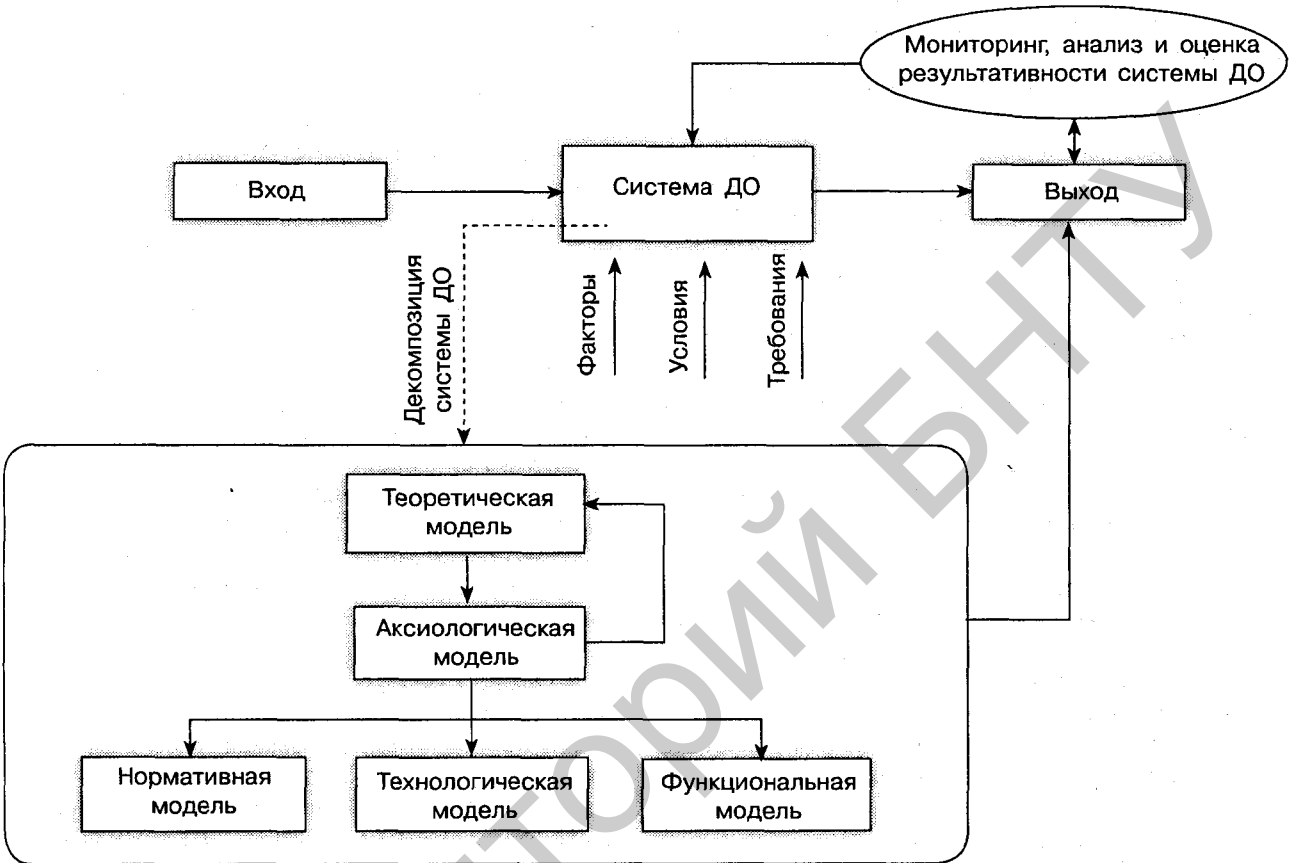 Мониторинг, анализ и оценка
результативности системы ДО
Вход
Система ДО
Выход
Декомпозиция
системы ДО
Факторы
Условия
Требования
Теоретическая
модель
Аксиологическая
модель
Нормативная
модель
Технологическая
модель
Функциональная
модель
торий БНТУ